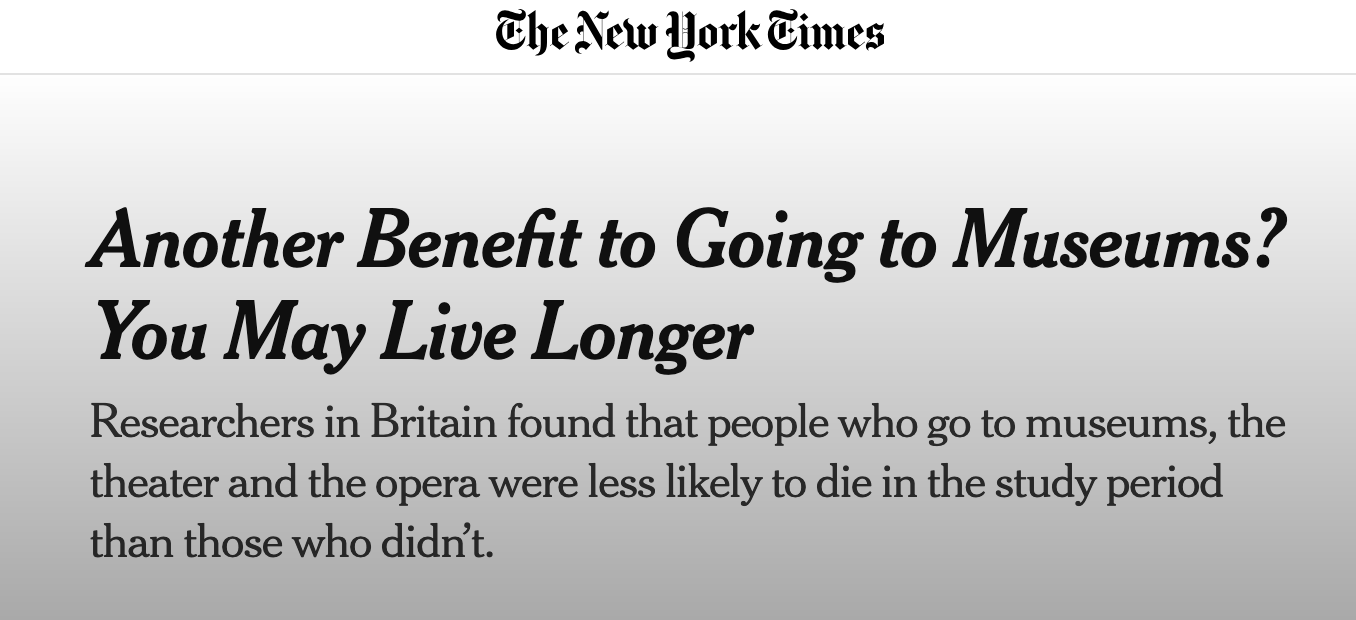 The New York Times
Another Benefit to Going to Museums?
You May Live Longer
Researchers in Britain found that people who go to museums, the
theater and the opera were less likely to die in the study period
than those who didn’t.